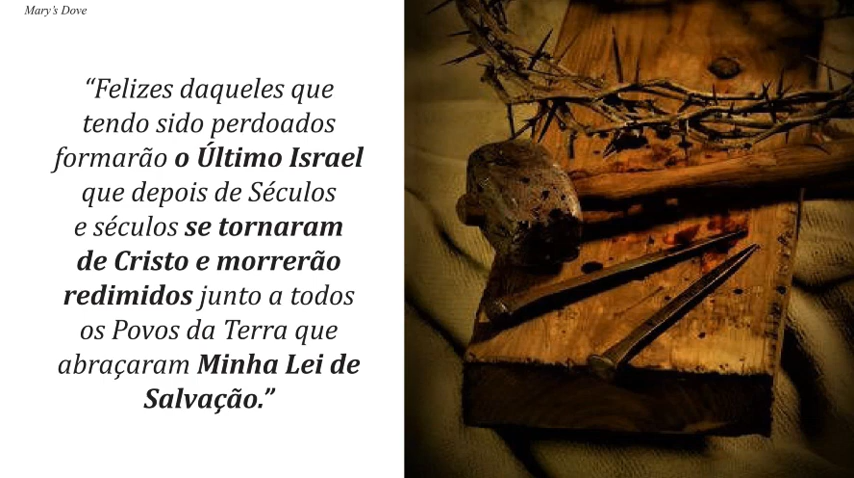 Mary's Dove
“Felizes daqueles que
tendo sido perdoados
formarão o Último Israel
que depois de Séculos
e séculos se tornaram
de Cristo e morrerão
redimidos junto a todos
os Povos da Terra que
abraçaram Minha Lei de
Salvação.”